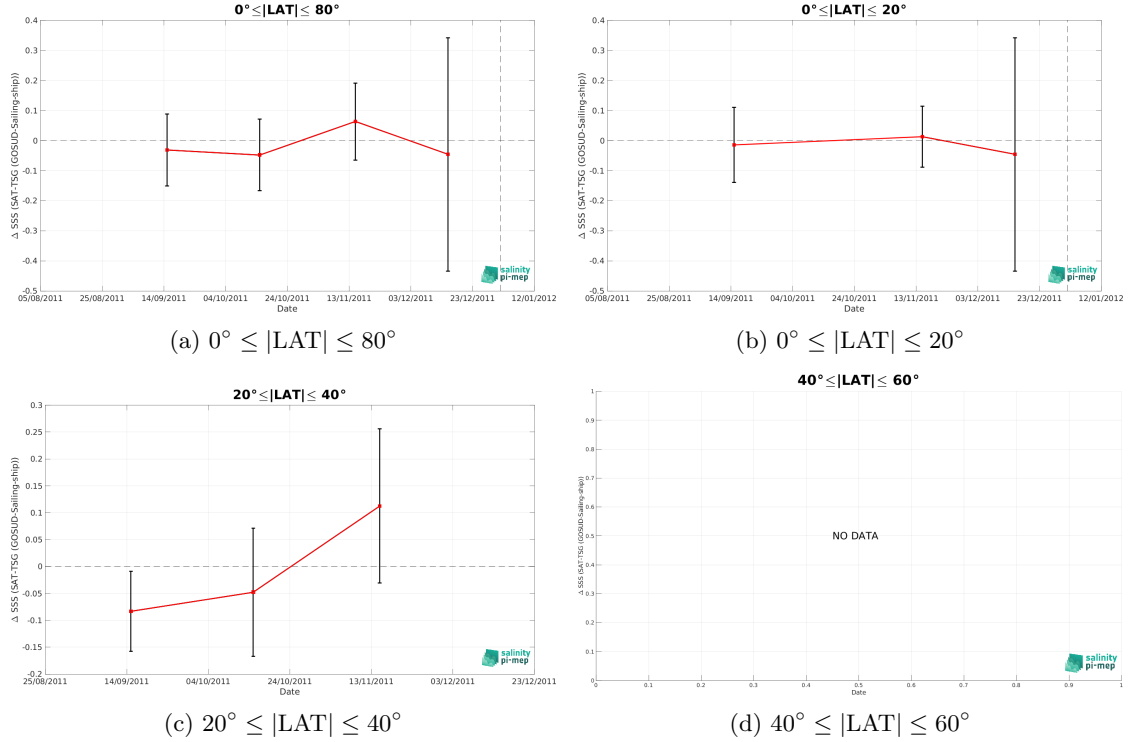 0°≤|LAT|≤ 80°
Δ SSS (SAT-TSG (GOSUD-Sailing-ship))
0.4
0.3
0.2
0.1
0
-0.1
-0.2
-0.3
-0.4
-0.5
05/08/2011 25/08/2011 14/09/2011 04/10/2011 24/10/2011 13/11/2011 03/12/2011 23/12/2011 12/01/2012
Date
salinity
pi-mep
(a) 0° ≤ |LAT| ≤ 80°
0°≤|LAT|≤ 20°
Δ SSS (SAT-TSG (GOSUD-Sailing-ship))
0.4
0.3
0.2
0.1
0
-0.1
-0.2
-0.3
-0.4
-0.5
05/08/2011 25/08/2011 14/09/2011 04/10/2011 24/10/2011 13/11/2011 03/12/2011 23/12/2011 12/01/2012
Date
salinity
pi-mep
(b) 0° ≤ |LAT| ≤ 20°
20°≤|LAT|≤ 40°
Δ SSS (SAT-TSG (GOSUD-Sailing-ship))
0.3
0.25
0.2
0.15
0.1
0.05
0
-0.05
-0.1
-0.15
-0.2
25/08/2011 14/09/2011 04/10/2011 24/10/2011 13/11/2011 03/12/2011 23/12/2011
Date
salinity
pi-mep
(c) 20° ≤ |LAT| ≤ 40°
40°≤|LAT|≤ 60°
Δ SSS (SAT-TSG (GOSUD-Sailing-ship))
1
0.9
0.8
0.7
0.6
0.5
0.4
0.3
0.2
0.1
0
NO DATA
0 0.1 0.2 0.3 0.4 0.5 0.6 0.7 0.8 0.9 1
Date
salinity
pi-mep
(d) 40° ≤ |LAT| ≤ 60°